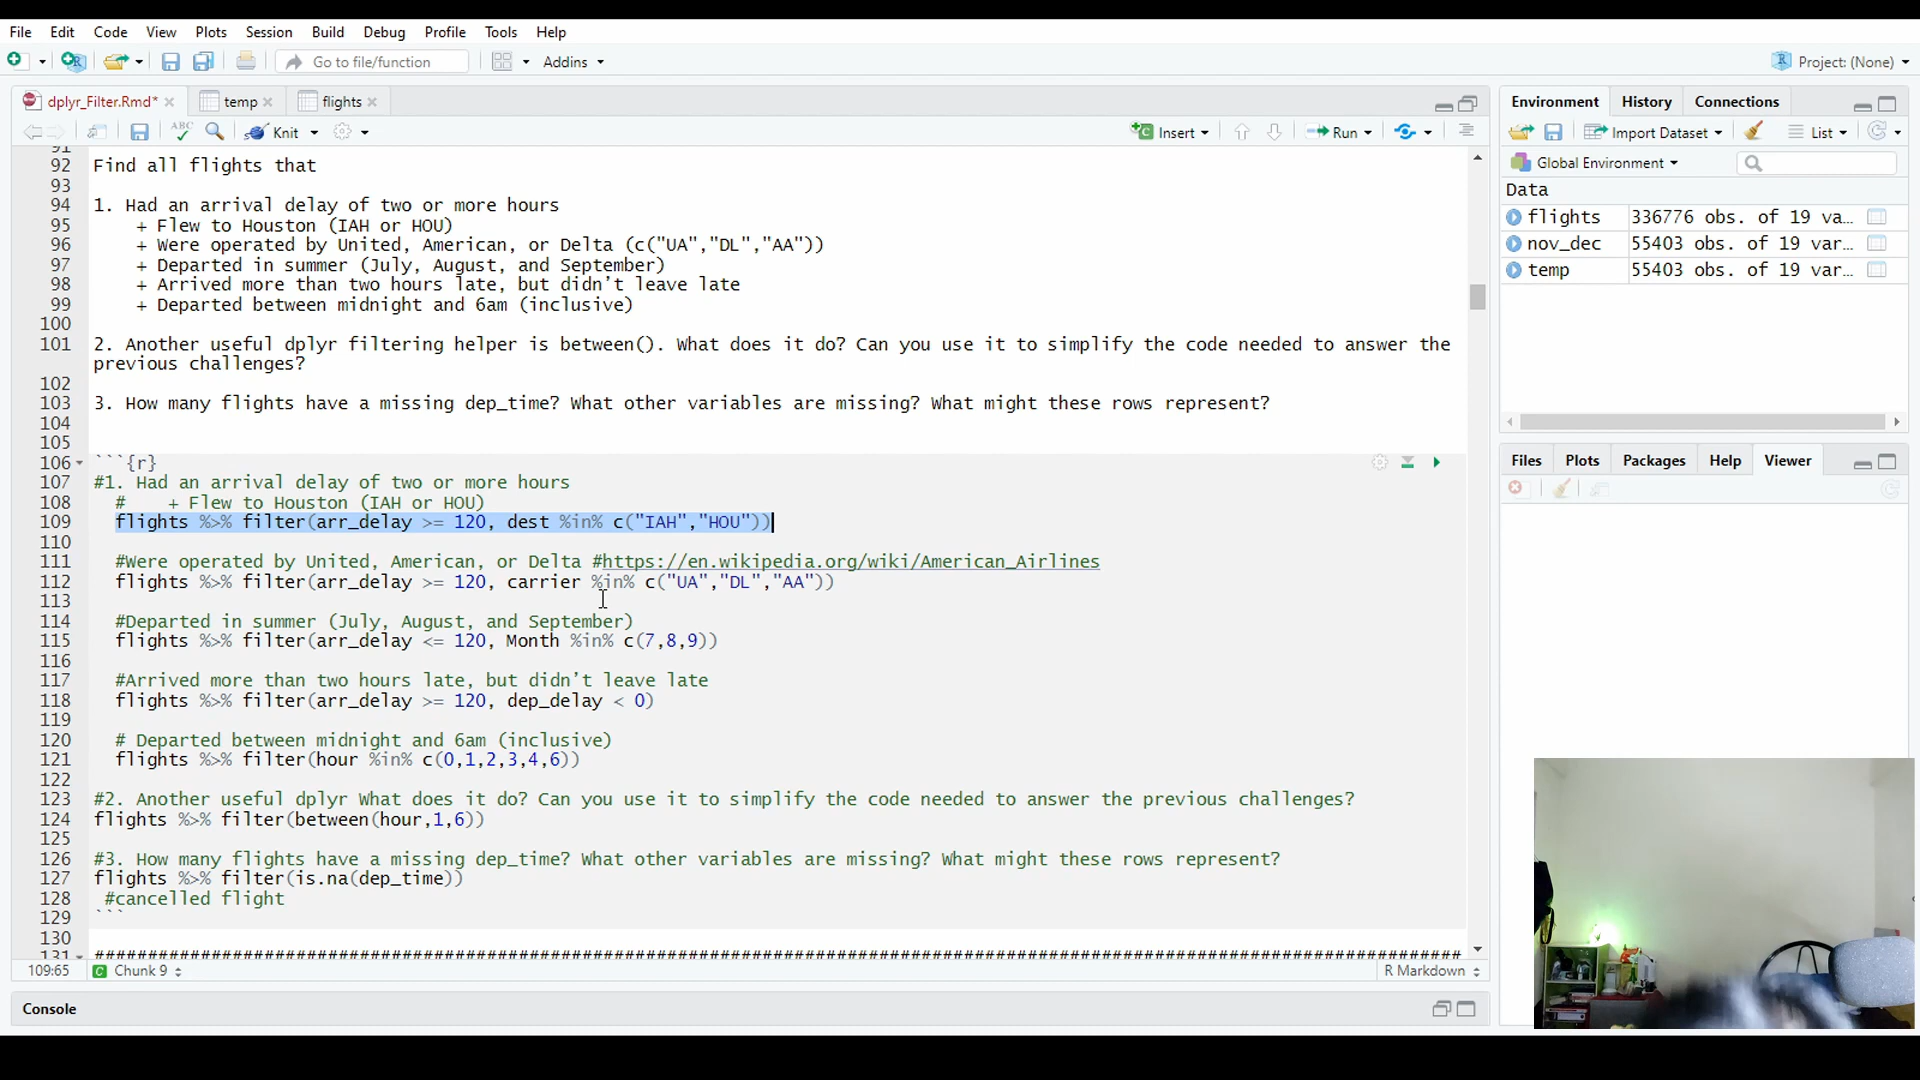 File Edit Code View Plots Session Build Debug Profile Tools Help
Go to file/function Addins Project: (None)
dplyr_Filter.Rmd* temp flights
ABC Knit Insert Run
91
92 Find all flights that
93
94 1. Had an arrival delay of two or more hours
95 + Flew to Houston (IAH or HOU)
96 + Were operated by United, American, or Delta (c("UA","DL","AA"))
97 + Departed in summer (July, August, and September)
98 + Arrived more than two hours late, but didn't leave late
99 + Departed between midnight and 6am (inclusive)
100
101 2. Another useful dplyr filtering helper is between(). What does it do? Can you use it to simplify the code needed to answer the
previous challenges?
102
103 3. How many flights have a missing dep_time? What other variables are missing? What might these rows represent?
104
105
106 ```{r}
107 #1. Had an arrival delay of two or more hours
108 # + Flew to Houston (IAH or HOU)
109 flights %>% filter(arr_delay >= 120, dest %in% c("IAH","HOU"))
110
111 #Were operated by United, American, or Delta #https://en.wikipedia.org/wiki/American_Airlines
112 flights %>% filter(arr_delay >= 120, carrier %in% c("UA","DL","AA"))
113
114 #Departed in summer (July, August, and September)
115 flights %>% filter(arr_delay <= 120, Month %in% c(7,8,9))
116
117 #Arrived more than two hours late, but didn't leave late
118 flights %>% filter(arr_delay >= 120, dep_delay < 0)
119
120 # Departed between midnight and 6am (inclusive)
121 flights %>% filter(hour %in% c(0,1,2,3,4,6))
122
123 #2. Another useful dplyr What does it do? Can you use it to simplify the code needed to answer the previous challenges?
124 flights %>% filter(between(hour,1,6))
125
126 #3. How many flights have a missing dep_time? What other variables are missing? What might these rows represent?
127 flights %>% filter(is.na(dep_time))
128 #cancelled flight
129 ```
130
131 ################################################################################
109:65 Chunk 9 R Markdown
Console
Environment History Connections
Import Dataset List
Global Environment
Data
flights 336776 obs. of 19 va…
nov_dec 55403 obs. of 19 var…
temp 55403 obs. of 19 var…
Files Plots Packages Help Viewer